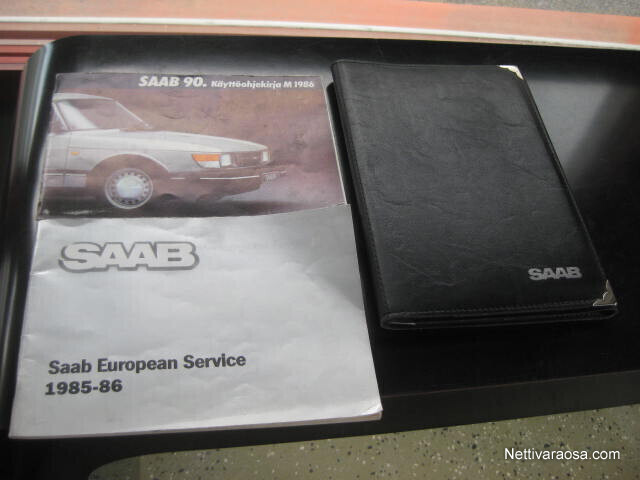 SAAB 90. Käyttöohjekirja M 1986
SAAB
Saab European Service
1985-86
SAAB
Nettivaraosa.com